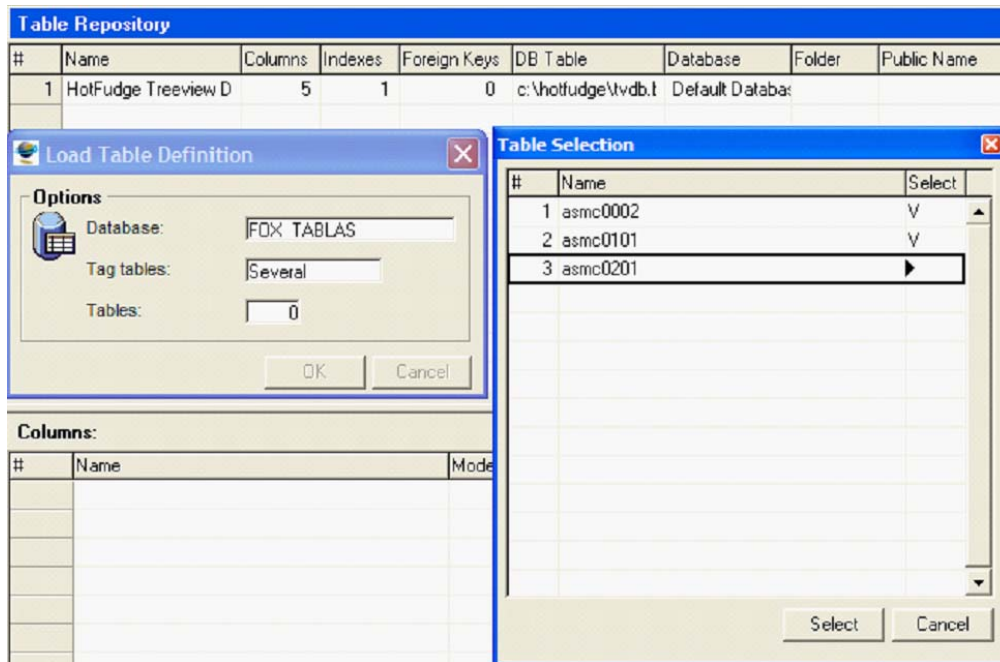 Table Repository
# Name Columns Indexes Foreign Keys DB Table Database Folder Public Name
1 HotFudge Treeview D 5 1 0 c:\hotfudge\tvdb.t Default Databas
Load Table Definition
Options
Database: FOX TABLAS
Tag tables: Several
Tables: 0
OK Cancel
Table Selection
# Name Select
1 asmc0002 V
2 asmc0101 V
3 asmc0201
Select Cancel
Columns:
# Name Mode